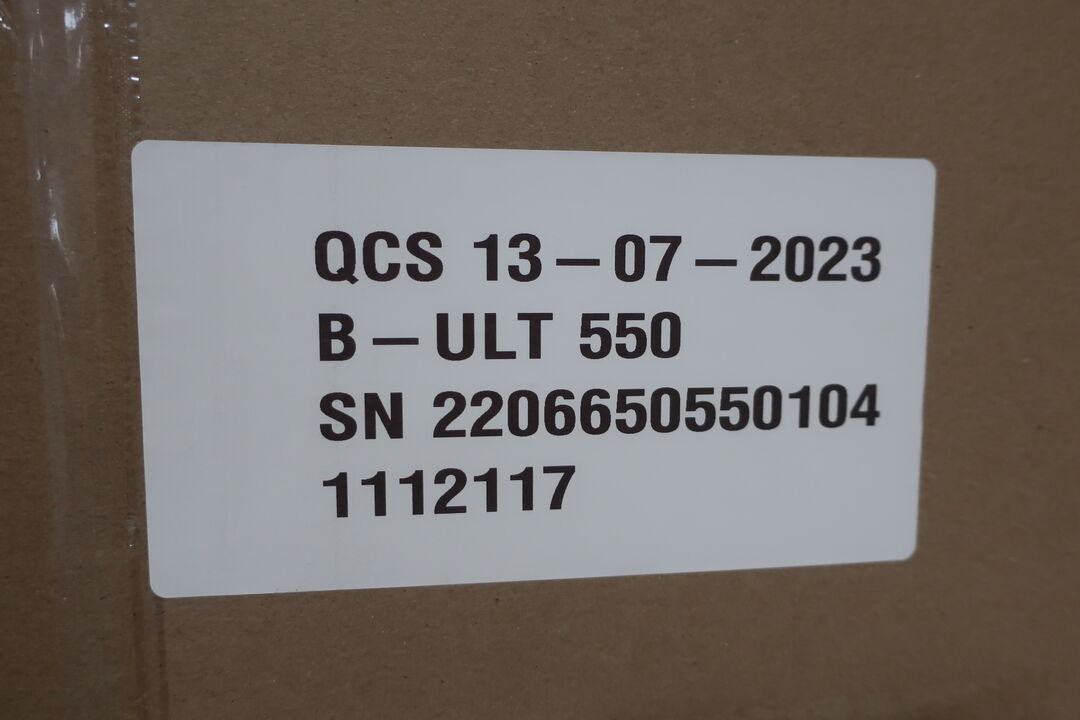 QCS 13-07-2023
B-ULT 550
SN 2206650550104
1112117